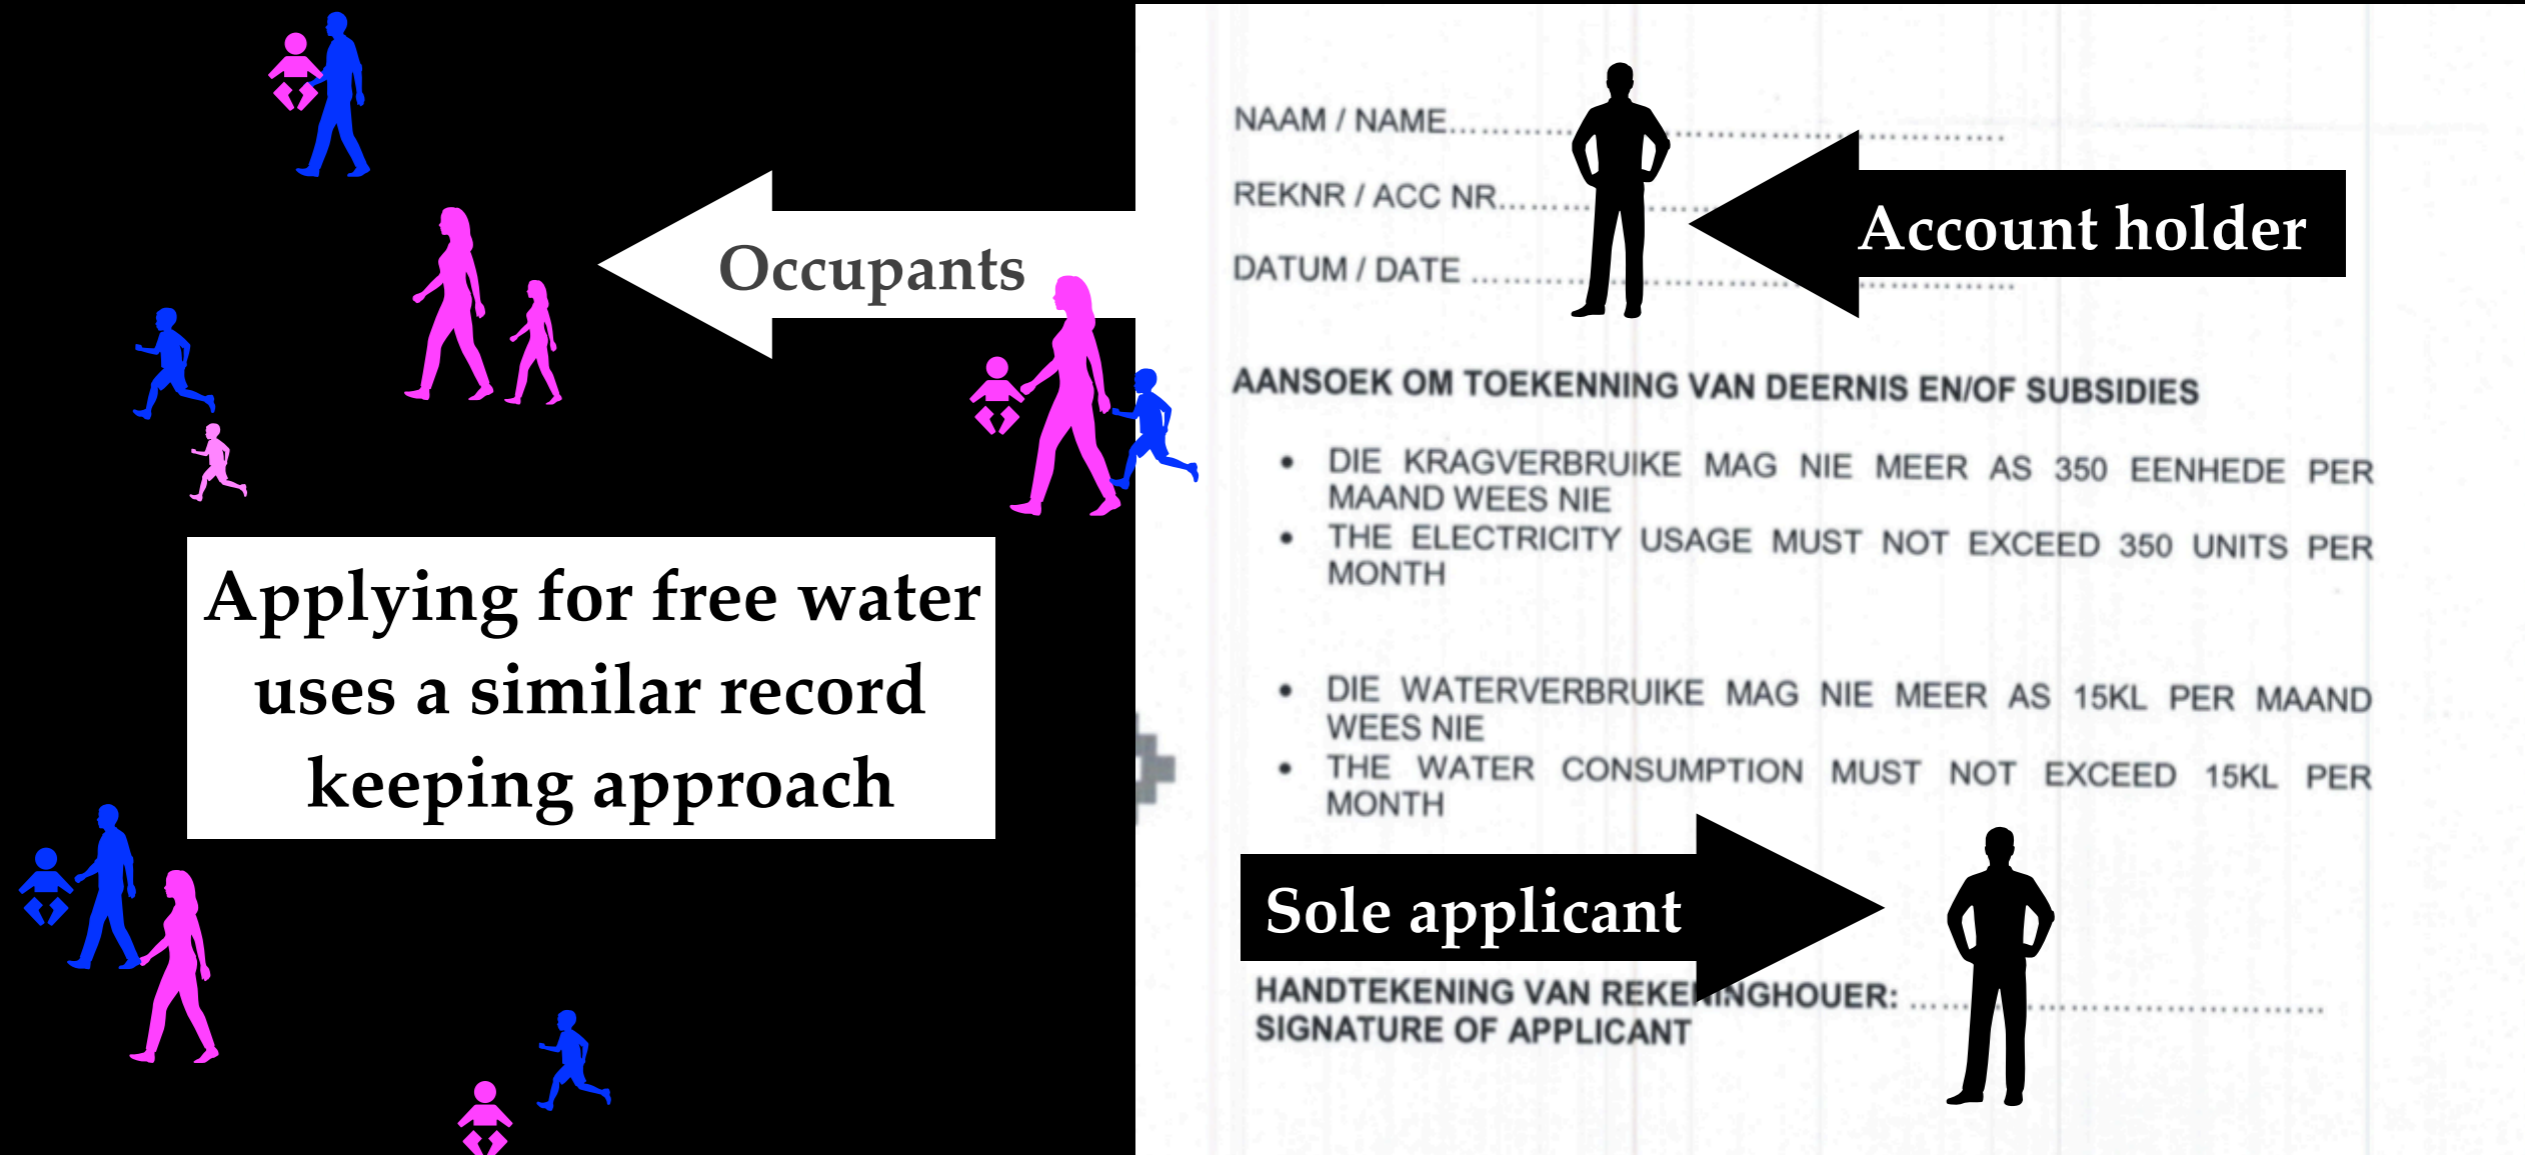 Occupants
Applying for free water
uses a similar record
keeping approach
NAAM / NAME
REKNR / ACC NR
DATUM / DATE
Account holder
AANSOEK OM TOEKENNING VAN DEERNIS EN/OF SUBSIDIES
• DIE KRAGVERBRUIKE MAG NIE MEER AS 350 EENHEDE PER
MAAND WEES NIE
• THE ELECTRICITY USAGE MUST NOT EXCEED 350 UNITS PER
MONTH
• DIE WATERVERBRUIKE MAG NIE MEER AS 15KL PER MAAND
WEES NIE
• THE WATER CONSUMPTION MUST NOT EXCEED 15KL PER
MONTH
Sole applicant
HANDTEKENING VAN REKENINGHOUER:
SIGNATURE OF APPLICANT